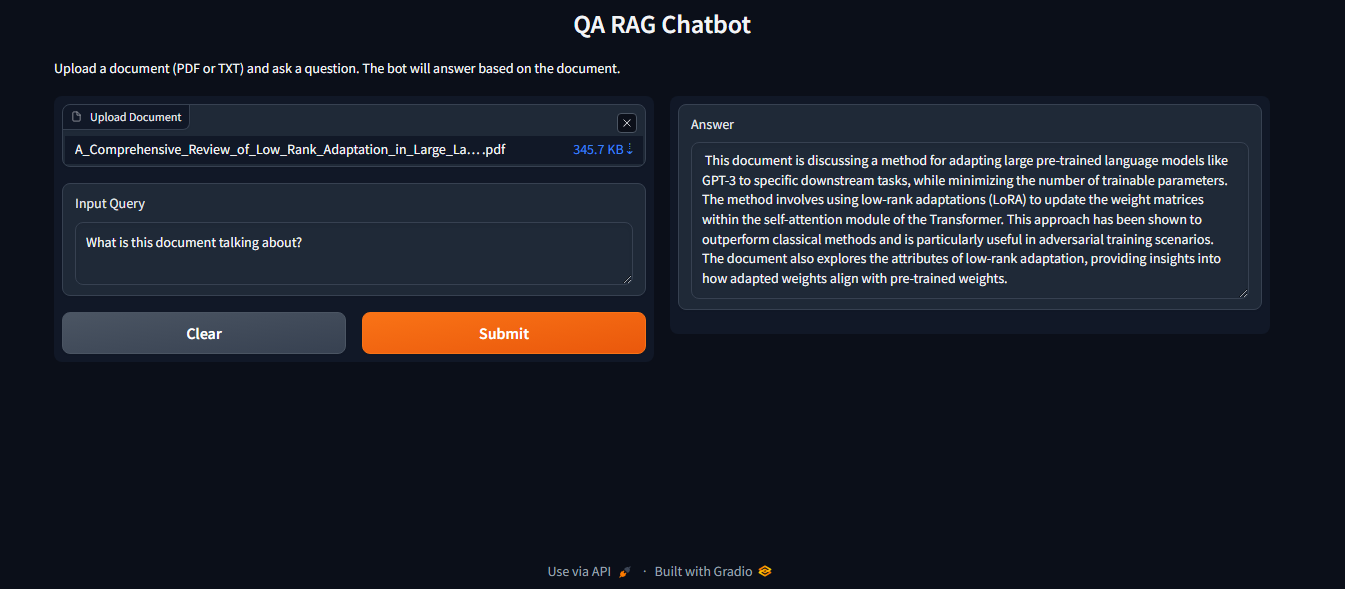 QA RAG Chatbot
Upload a document (PDF or TXT) and ask a question. The bot will answer based on the document.
Upload Document
A_Comprehensive_Review_of_Low_Rank_Adaptation_in_Large_La....pdf 345.7 KB ↓
Input Query
What is this document talking about?
Clear
Submit
Answer
This document is discussing a method for adapting large pre-trained language models like
GPT-3 to specific downstream tasks, while minimizing the number of trainable parameters.
The method involves using low-rank adaptations (LoRA) to update the weight matrices
within the self-attention module of the Transformer. This approach has been shown to
outperform classical methods and is particularly useful in adversarial training scenarios.
The document also explores the attributes of low-rank adaptation, providing insights into
how adapted weights align with pre-trained weights.
Use via API · Built with Gradio